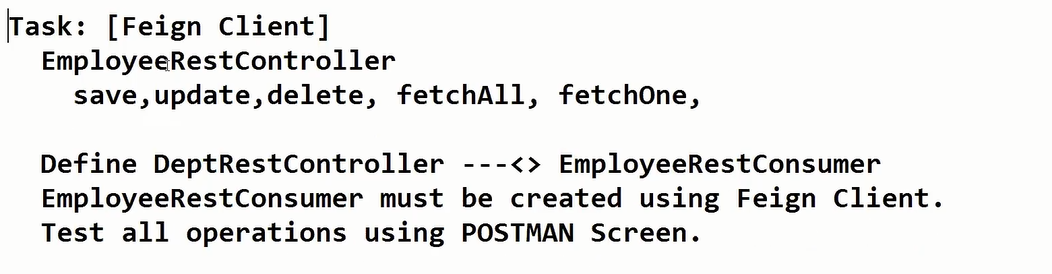 Task: [Feign Client]
EmployeeRestController
save,update,delete, fetchAll, fetchOne,
Define DeptRestController ---<> EmployeeRestConsumer
EmployeeRestConsumer must be created using Feign Client.
Test all operations using POSTMAN Screen.